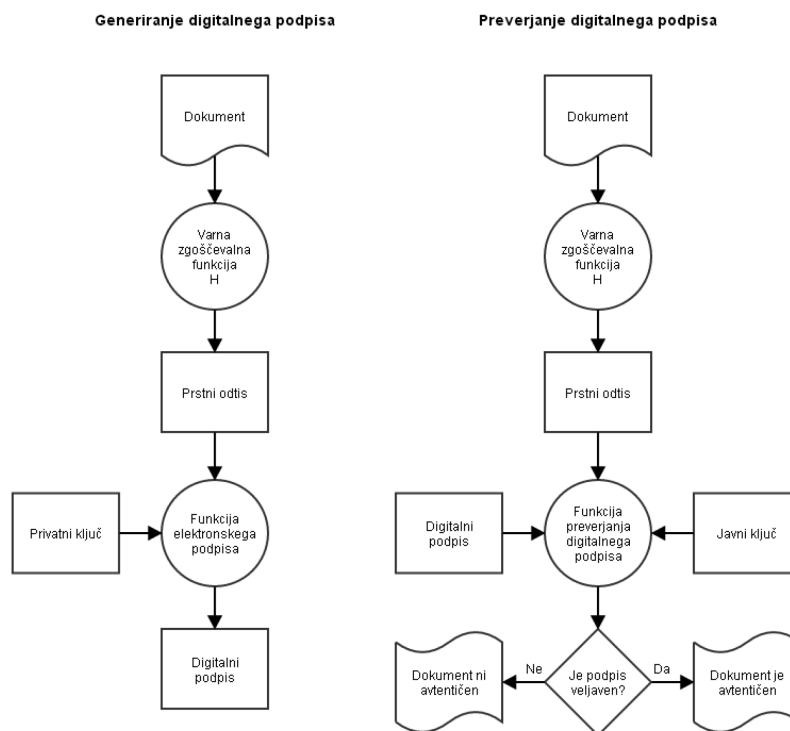 Generiranje digitalnega podpisa
Dokument
Varna
zgoščevalna
funkcija
H
Prstni odtis
Privatni ključ
Funkcija
elektronskega
podpisa
Digitalni
podpis
Preverjanje digitalnega podpisa
Dokument
Varna
zgoščevalna
funkcija
H
Prstni odtis
Digitalni
podpis
Funkcija
preverjanja
digitalnega
podpisa
Javni ključ
Je podpis
veljaven?
Ne
Dokument ni
avtentičen
Da
Dokument je
avtentičen